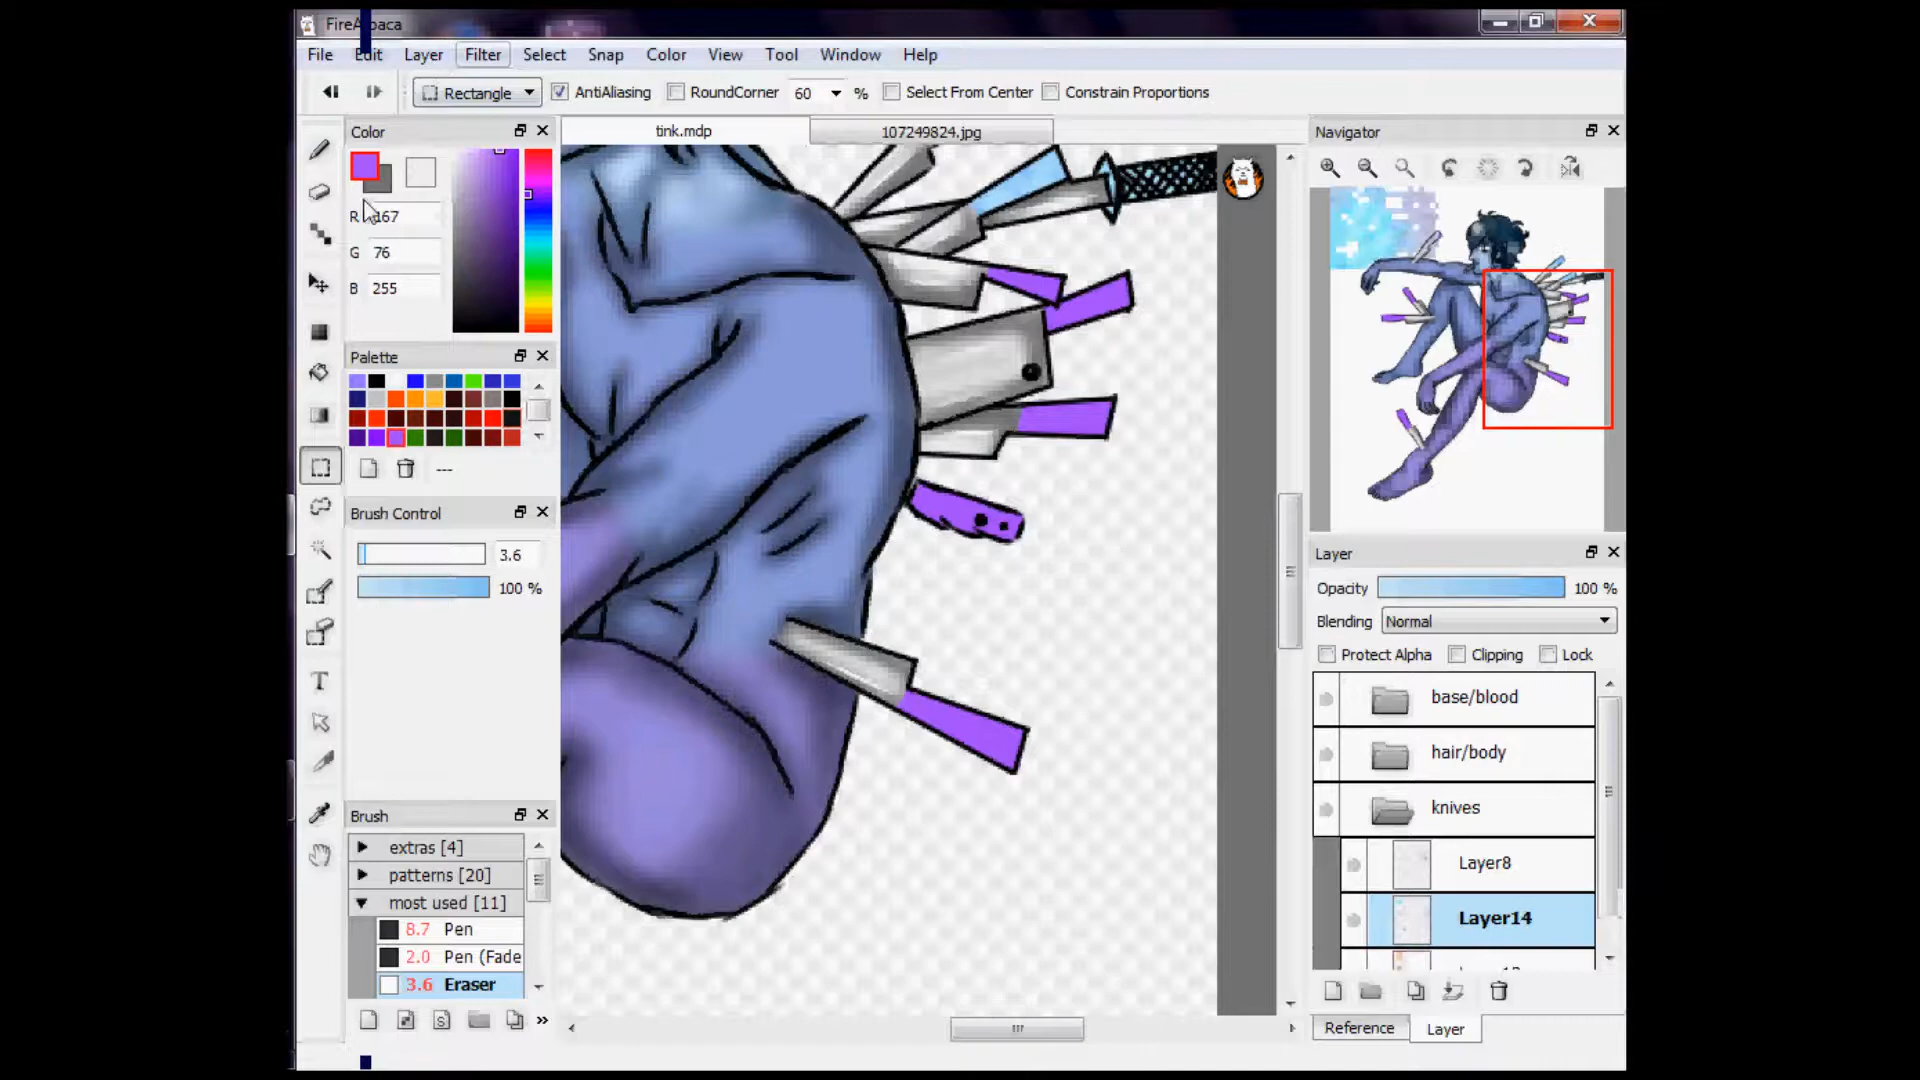 FireAlpaca
File Edit Layer Filter Select Snap Color View Tool Window Help
Rectangle AntiAliasing RoundCorner 60 % Select From Center Constrain Proportions
Color
tink.mdp 107249824.jpg
Navigator
R 167
G 76
B 255
Palette
---
Brush Control
3.6
100 %
Brush
extras [4]
patterns [20]
most used [11]
8.7 Pen
2.0 Pen (Fade
3.6 Eraser
Layer
Opacity 100 %
Blending Normal
Protect Alpha Clipping Lock
base/blood
hair/body
knives
Layer8
Layer14
Reference Layer